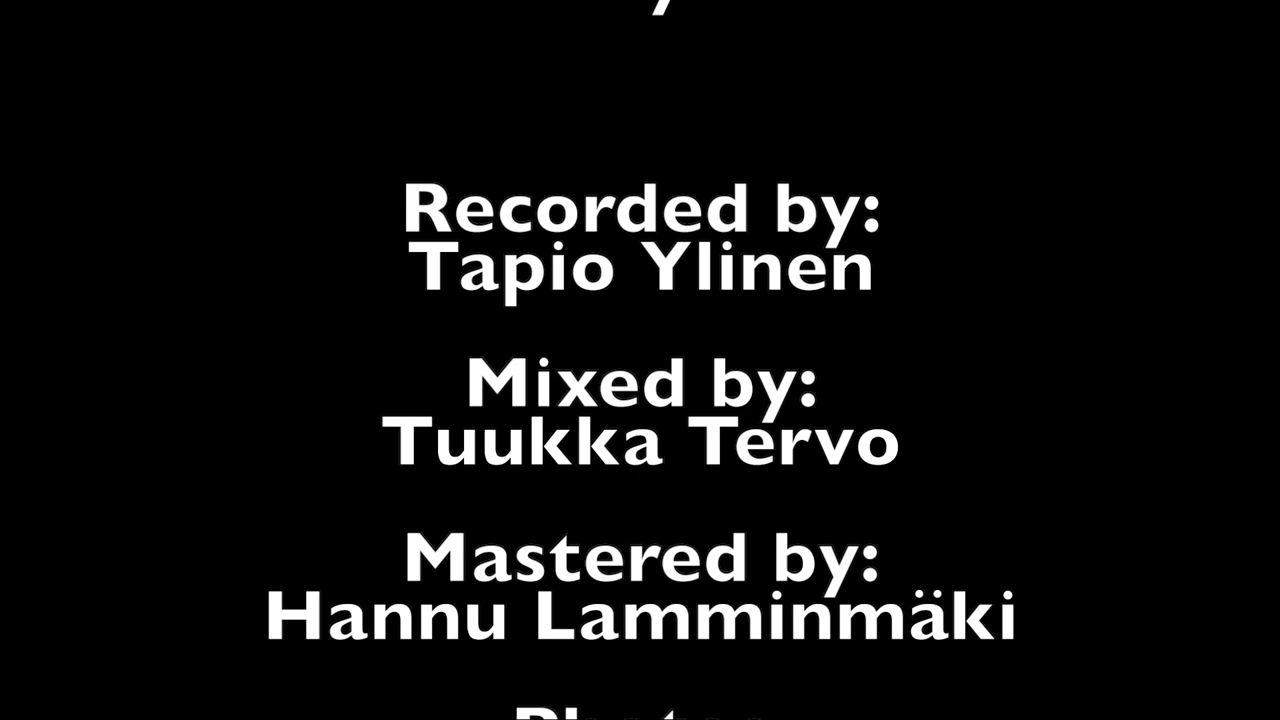 Recorded by:
Tapio Ylinen
Mixed by:
Tuukka Tervo
Mastered by:
Hannu Lamminmäki